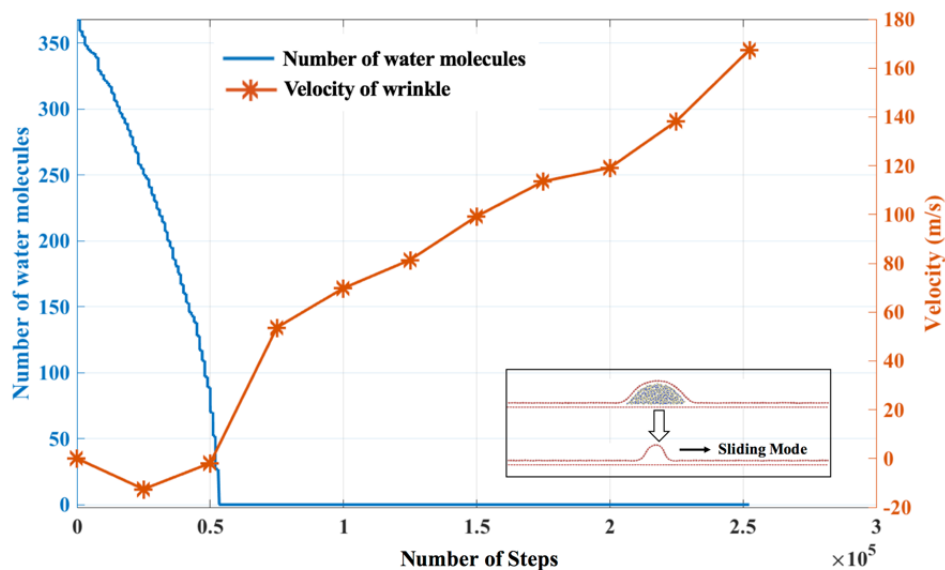 Number of water molecules
Velocity of wrinkle
Number of water molecules
350
300
250
200
150
100
50
0
180
160
140
120
100
80
60
40
20
0
-20
Velocity (m/s)
Sliding Mode
0 0.5 1 1.5 2 2.5 3
Number of Steps
×10⁵